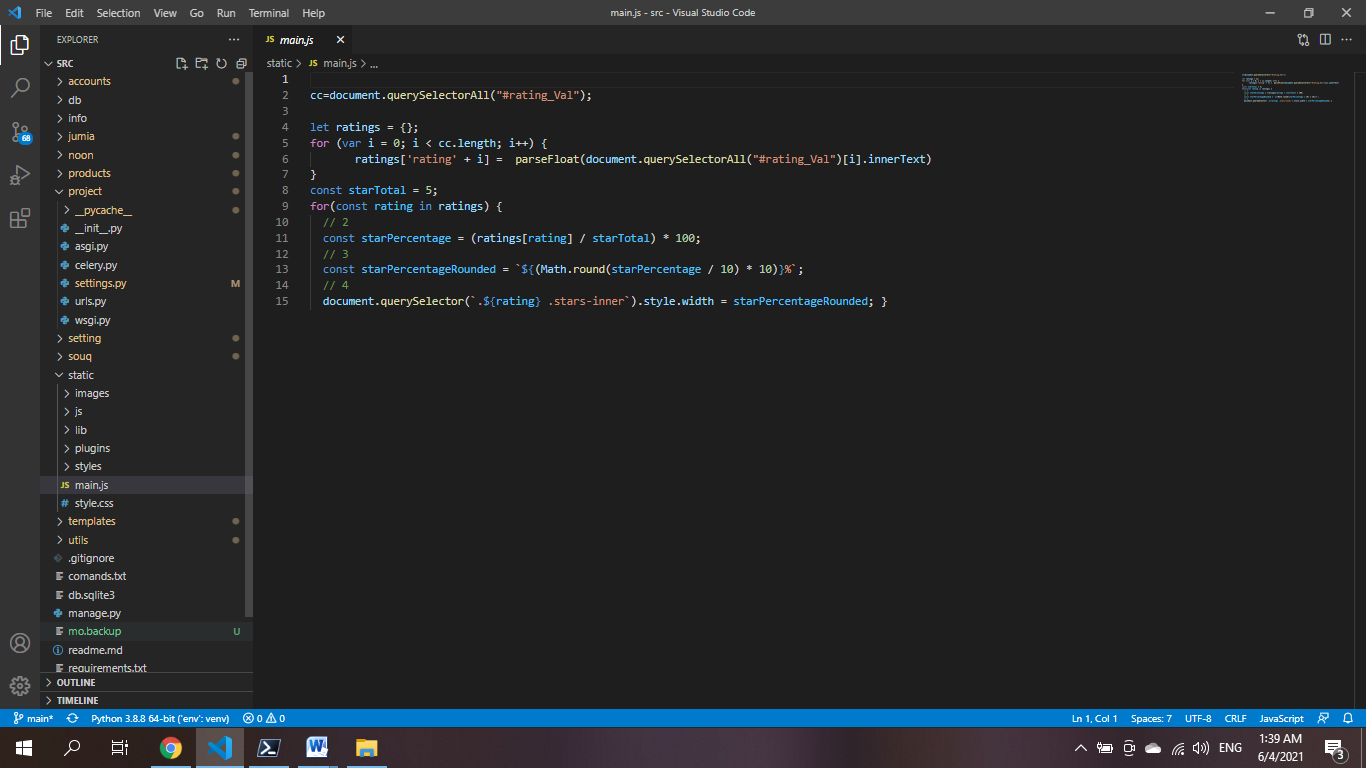 File Edit Selection View Go Run Terminal Help main.js - src - Visual Studio Code
EXPLORER ··· JS main.js
SRC static > JS main.js > ...
accounts
db
info
jumia
noon
products
project
__pycache__
__init__.py
asgi.py
celery.py
settings.py M
urls.py
wsgi.py
setting
souq
static
images
js
lib
plugins
styles
JS main.js
# style.css
templates
utils
.gitignore
comands.txt
db.sqlite3
manage.py
mo.backup U
readme.md
requirements.txt
OUTLINE
TIMELINE
68
1
2 cc=document.querySelectorAll("#rating_Val");
3
4 let ratings = {};
5 for (var i = 0; i < cc.length; i++) {
6 ratings['rating' + i] =  parseFloat(document.querySelectorAll("#rating_Val")[i].innerText)
7 }
8 const starTotal = 5;
9 for(const rating in ratings) {
10 // 2
11 const starPercentage = (ratings[rating] / starTotal) * 100;
12 // 3
13 const starPercentageRounded = `${(Math.round(starPercentage / 10) * 10)}%`;
14 // 4
15 document.querySelector(`.${rating} .stars-inner`).style.width = starPercentageRounded; }
main* Python 3.8.8 64-bit ('env': venv) 0 0 Ln 1, Col 1 Spaces: 7 UTF-8 CRLF JavaScript
ENG 1:39 AM
6/4/2021 3